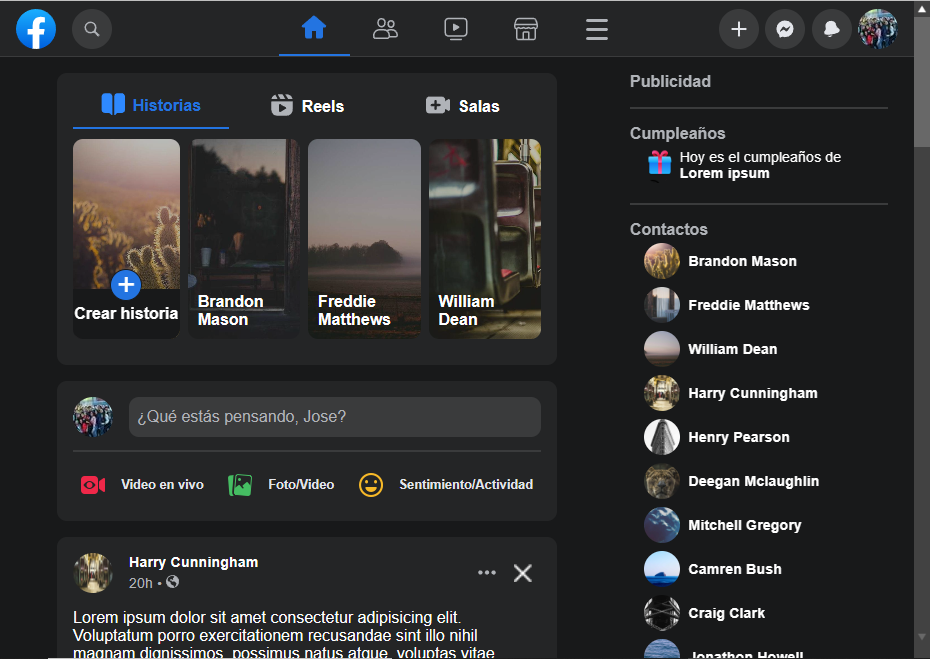 Historias
Reels
Salas
Crear historia
Brandon
Mason
Freddie
Matthews
William
Dean
¿Qué estás pensando, Jose?
Video en vivo
Foto/Video
Sentimiento/Actividad
Harry Cunningham
20h •
Lorem ipsum dolor sit amet consectetur adipisicing elit.
Voluptatum porro exercitationem recusandae sint illo nihil
magnam dignissimos, possimus natus atque, voluptas vitae
Publicidad
Cumpleaños
Hoy es el cumpleaños de
Lorem ipsum
Contactos
Brandon Mason
Freddie Matthews
William Dean
Harry Cunningham
Henry Pearson
Deegan Mclaughlin
Mitchell Gregory
Camren Bush
Craig Clark
Jonathon Howell